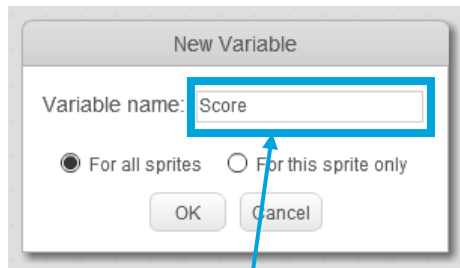 New Variable
Variable name: Score
For all sprites For this sprite only
OK Cancel